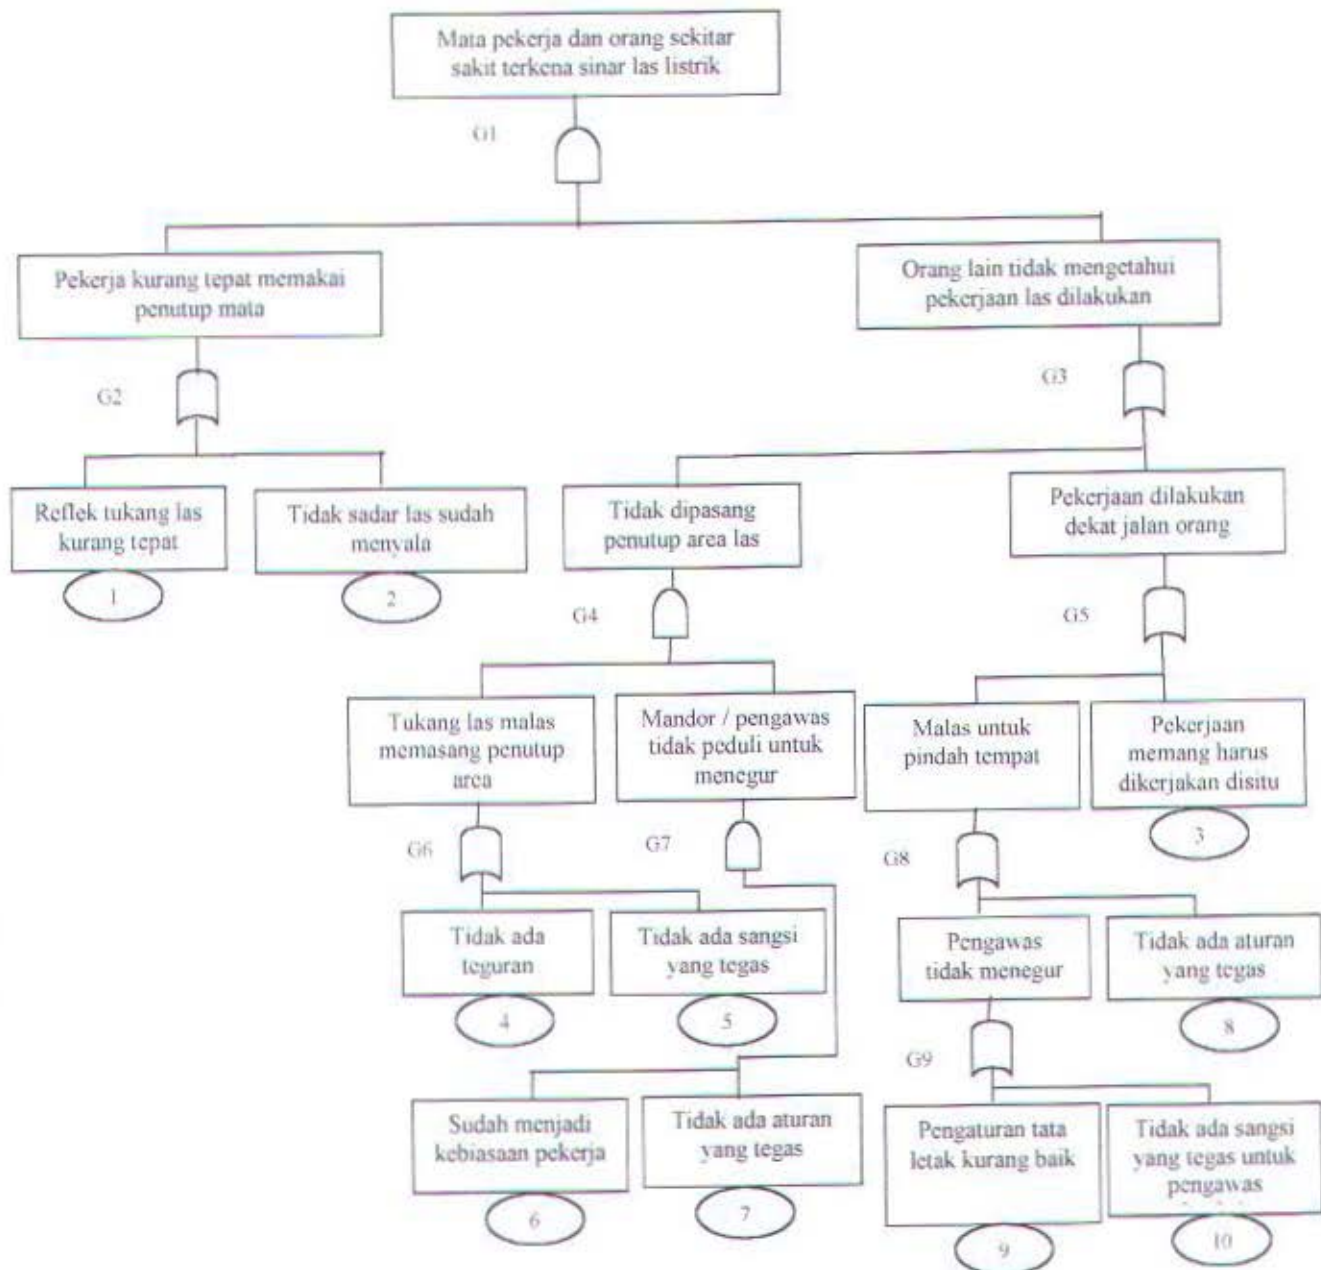 Mata pekerja dan orang sekitar
sakit terkena sinar las listrik
G1
Pekerja kurang tepat memakai
penutup mata
Orang lain tidak mengetahui
pekerjaan las dilakukan
G2
G3
Reflek tukang las
kurang tepat
1
Tidak sadar las sudah
menyala
2
Tidak dipasang
penutup area las
Pekerjaan dilakukan
dekat jalan orang
G4
G5
Tukang las malas
memasang penutup
area
Mandor / pengawas
tidak peduli untuk
menegur
Malas untuk
pindah tempat
Pekerjaan
memang harus
dikerjakan disitu
3
G6
G7
G8
Tidak ada
teguran
4
Tidak ada sangsi
yang tegas
5
Pengawas
tidak menegur
Tidak ada aturan
yang tegas
8
G9
Sudah menjadi
kebiasaan pekerja
6
Tidak ada aturan
yang tegas
7
Pengaturan tata
letak kurang baik
9
Tidak ada sangsi
yang tegas untuk
pengawas
10